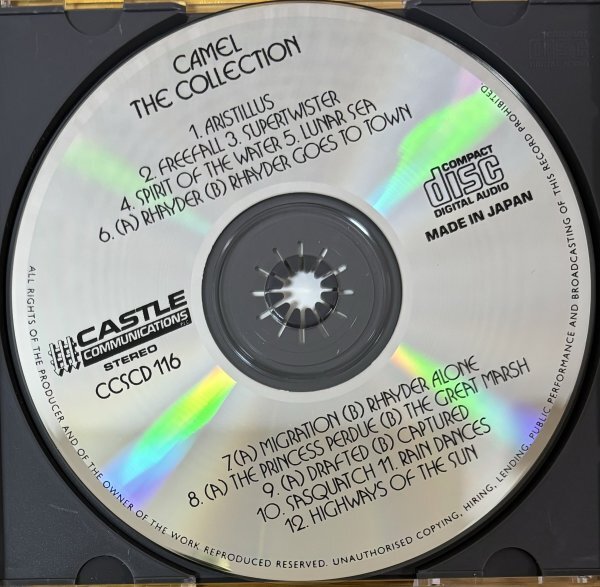 CAMEL
THE COLLECTION
1. ARISTILLUS
2. FREEFALL 3. SUPERTWISTER
4. SPIRIT OF THE WATER 5. LUNAR SEA
6. (A) RHAYDER (B) RHAYDER GOES TO TOWN
COMPACT
disc
DIGITAL AUDIO
MADE IN JAPAN
CASTLE
COMMUNICATIONS
STEREO
CCSCD 116
7.(A) MIGRATION (B) RHAYDER ALONE
8. (A) THE PRINCESS PERDUE (B) THE GREAT MARSH
9. (A) DRAFTED (B) CAPTURED
10. SASQUATCH 11. RAIN DANCES
12. HIGHWAYS OF THE SUN
ALL RIGHTS OF THE PRODUCER AND OF THE OWNER OF THE WORK REPRODUCED RESERVED. UNAUTHORISED COPYING, HIRING, LENDING, PUBLIC PERFORMANCE AND BROADCASTING OF THIS RECORD PROHIBITED.
COMPACT
disc
DIGITAL AUDIO